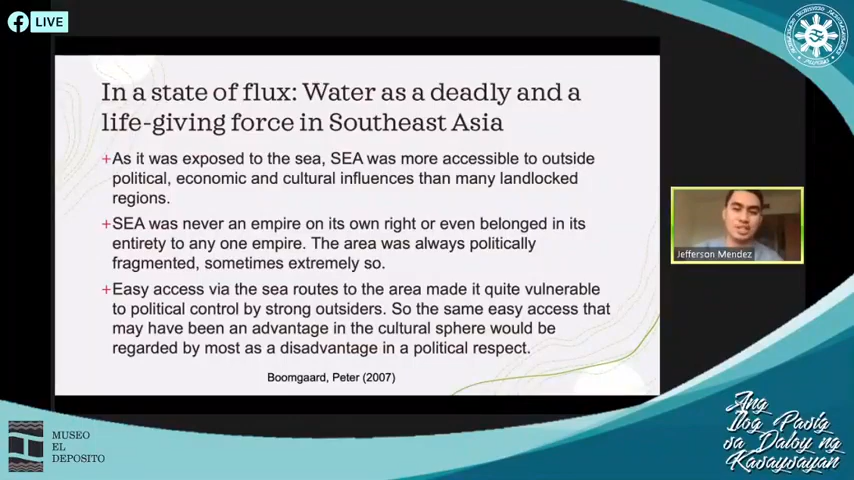 LIVE
In a state of flux: Water as a deadly and a
life-giving force in Southeast Asia
+As it was exposed to the sea, SEA was more accessible to outside
political, economic and cultural influences than many landlocked
regions.
+SEA was never an empire on its own right or even belonged in its
entirety to any one empire. The area was always politically
fragmented, sometimes extremely so.
+Easy access via the sea routes to the area made it quite vulnerable
to political control by strong outsiders. So the same easy access that
may have been an advantage in the cultural sphere would be
regarded by most as a disadvantage in a political respect.
Boomgaard, Peter (2007)
Jefferson Mendez
MUSEO
EL
DEPOSITO
Ang
Ilog Pasig
sa Daloy ng
Kasaysayan